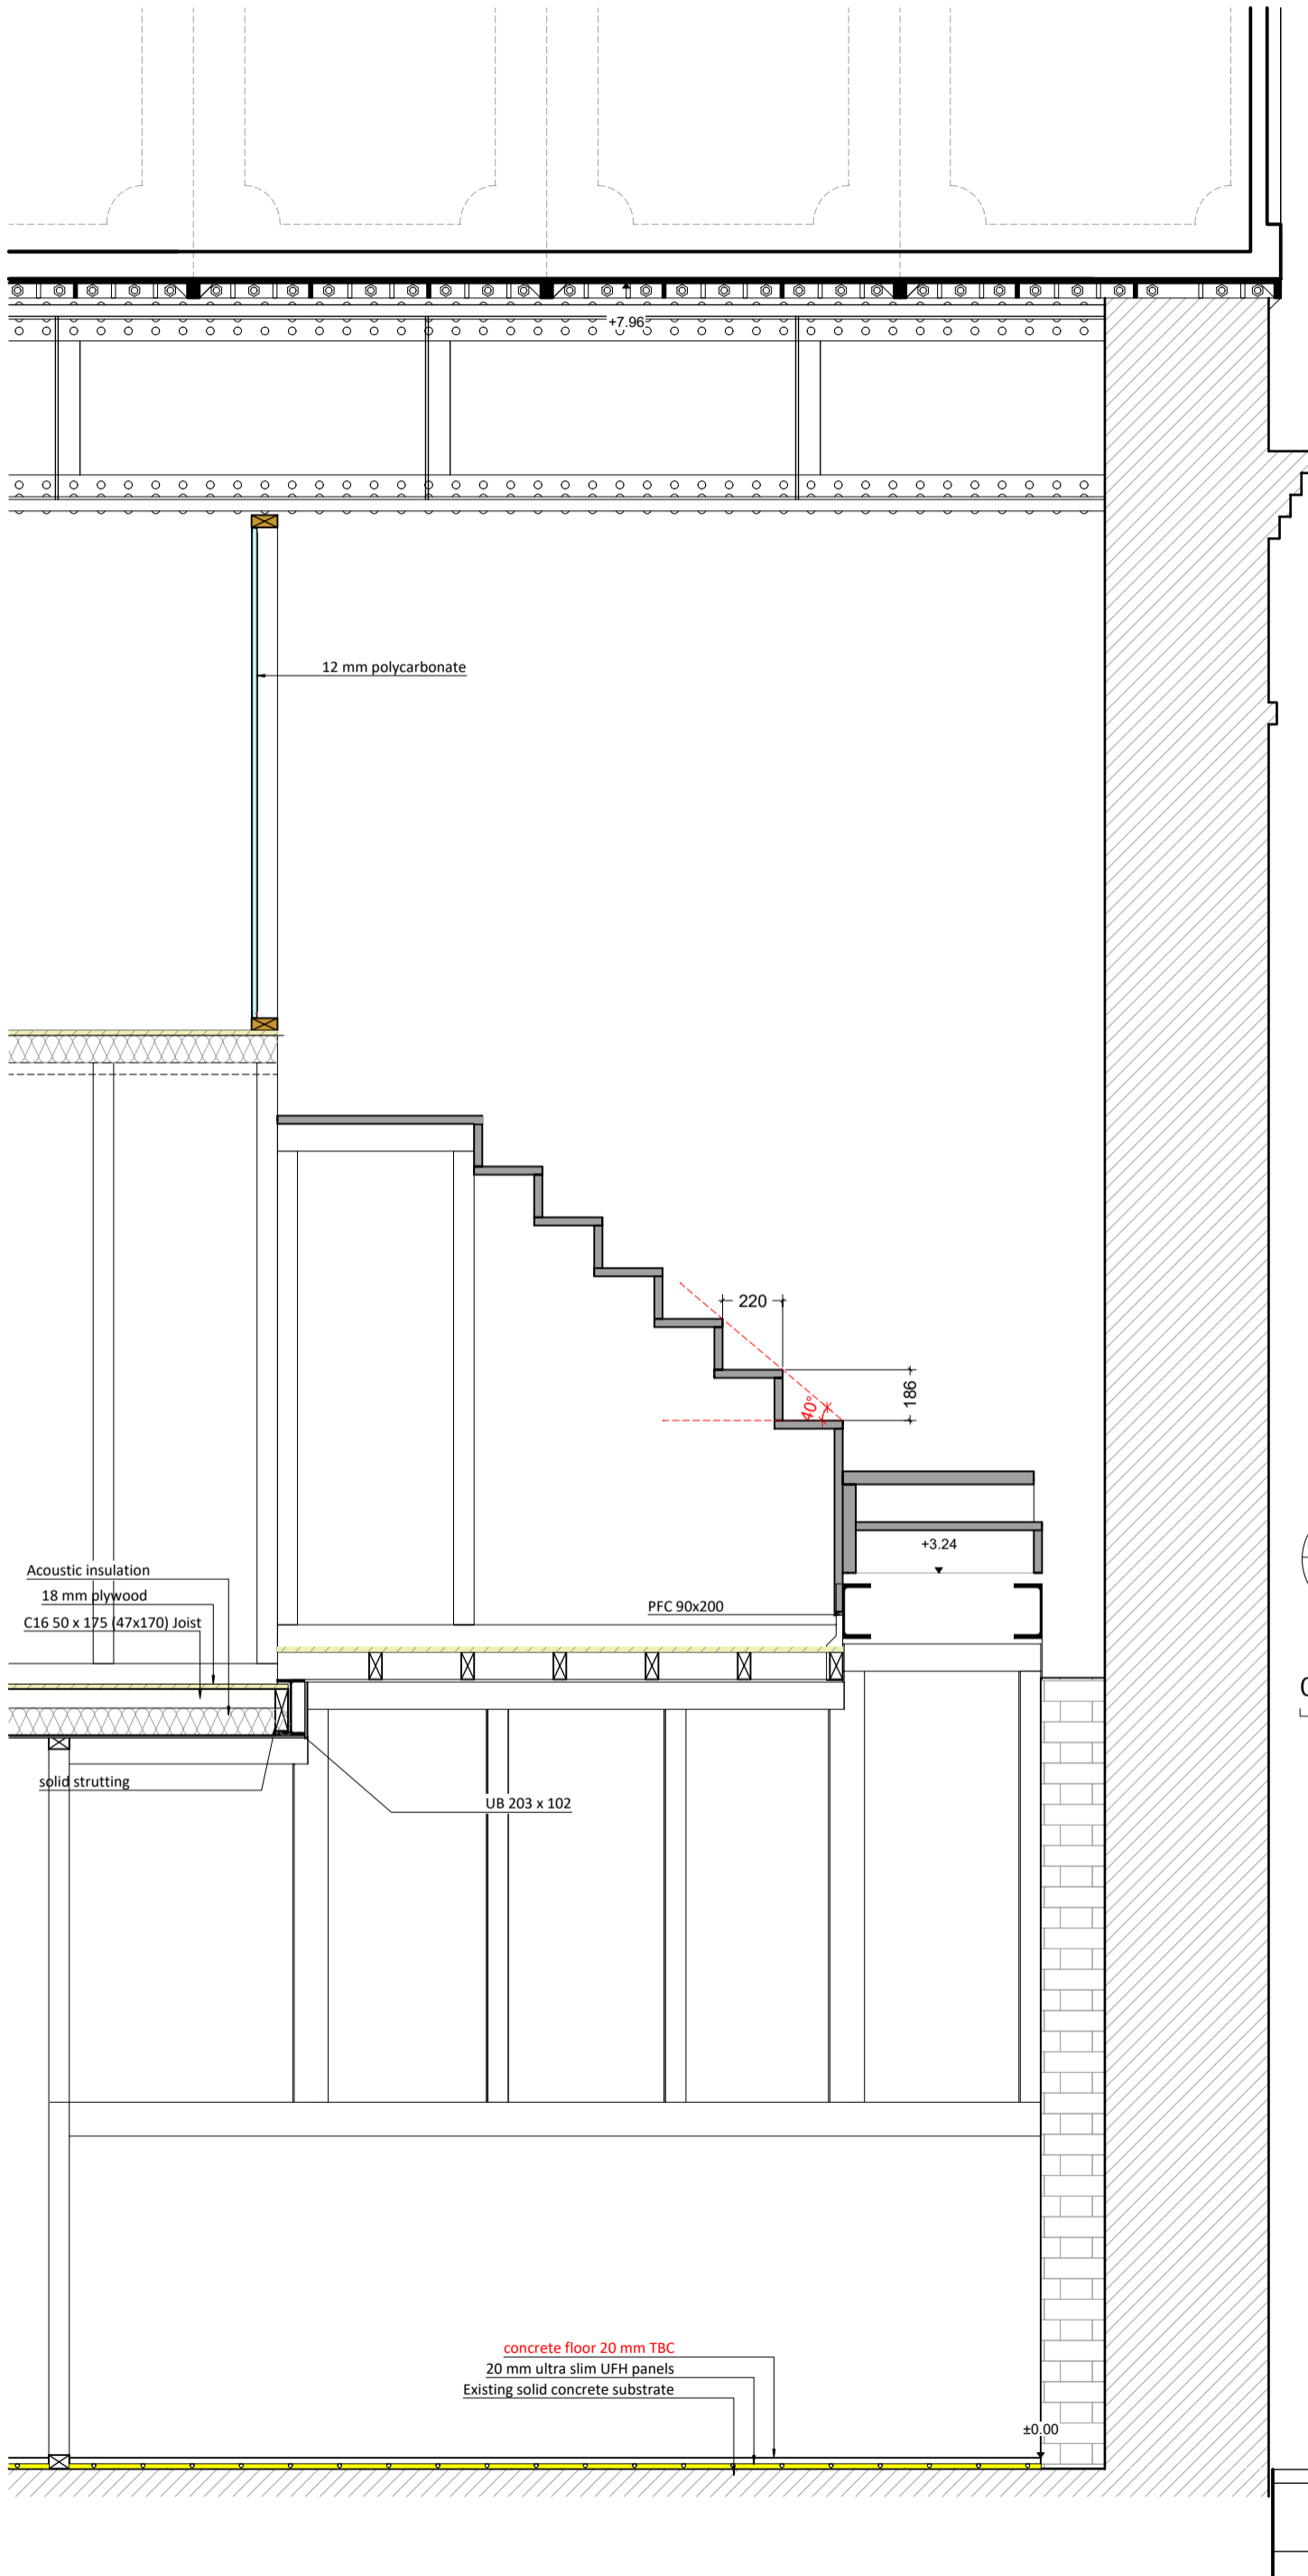 +7.96
12 mm polycarbonate
220
186
40°
+3.24
Acoustic insulation
18 mm plywood
C16 50 x 175 (47x170) Joist
PFC 90x200
solid strutting
UB 203 x 102
concrete floor 20 mm TBC
20 mm ultra slim UFH panels
Existing solid concrete substrate
±0.00